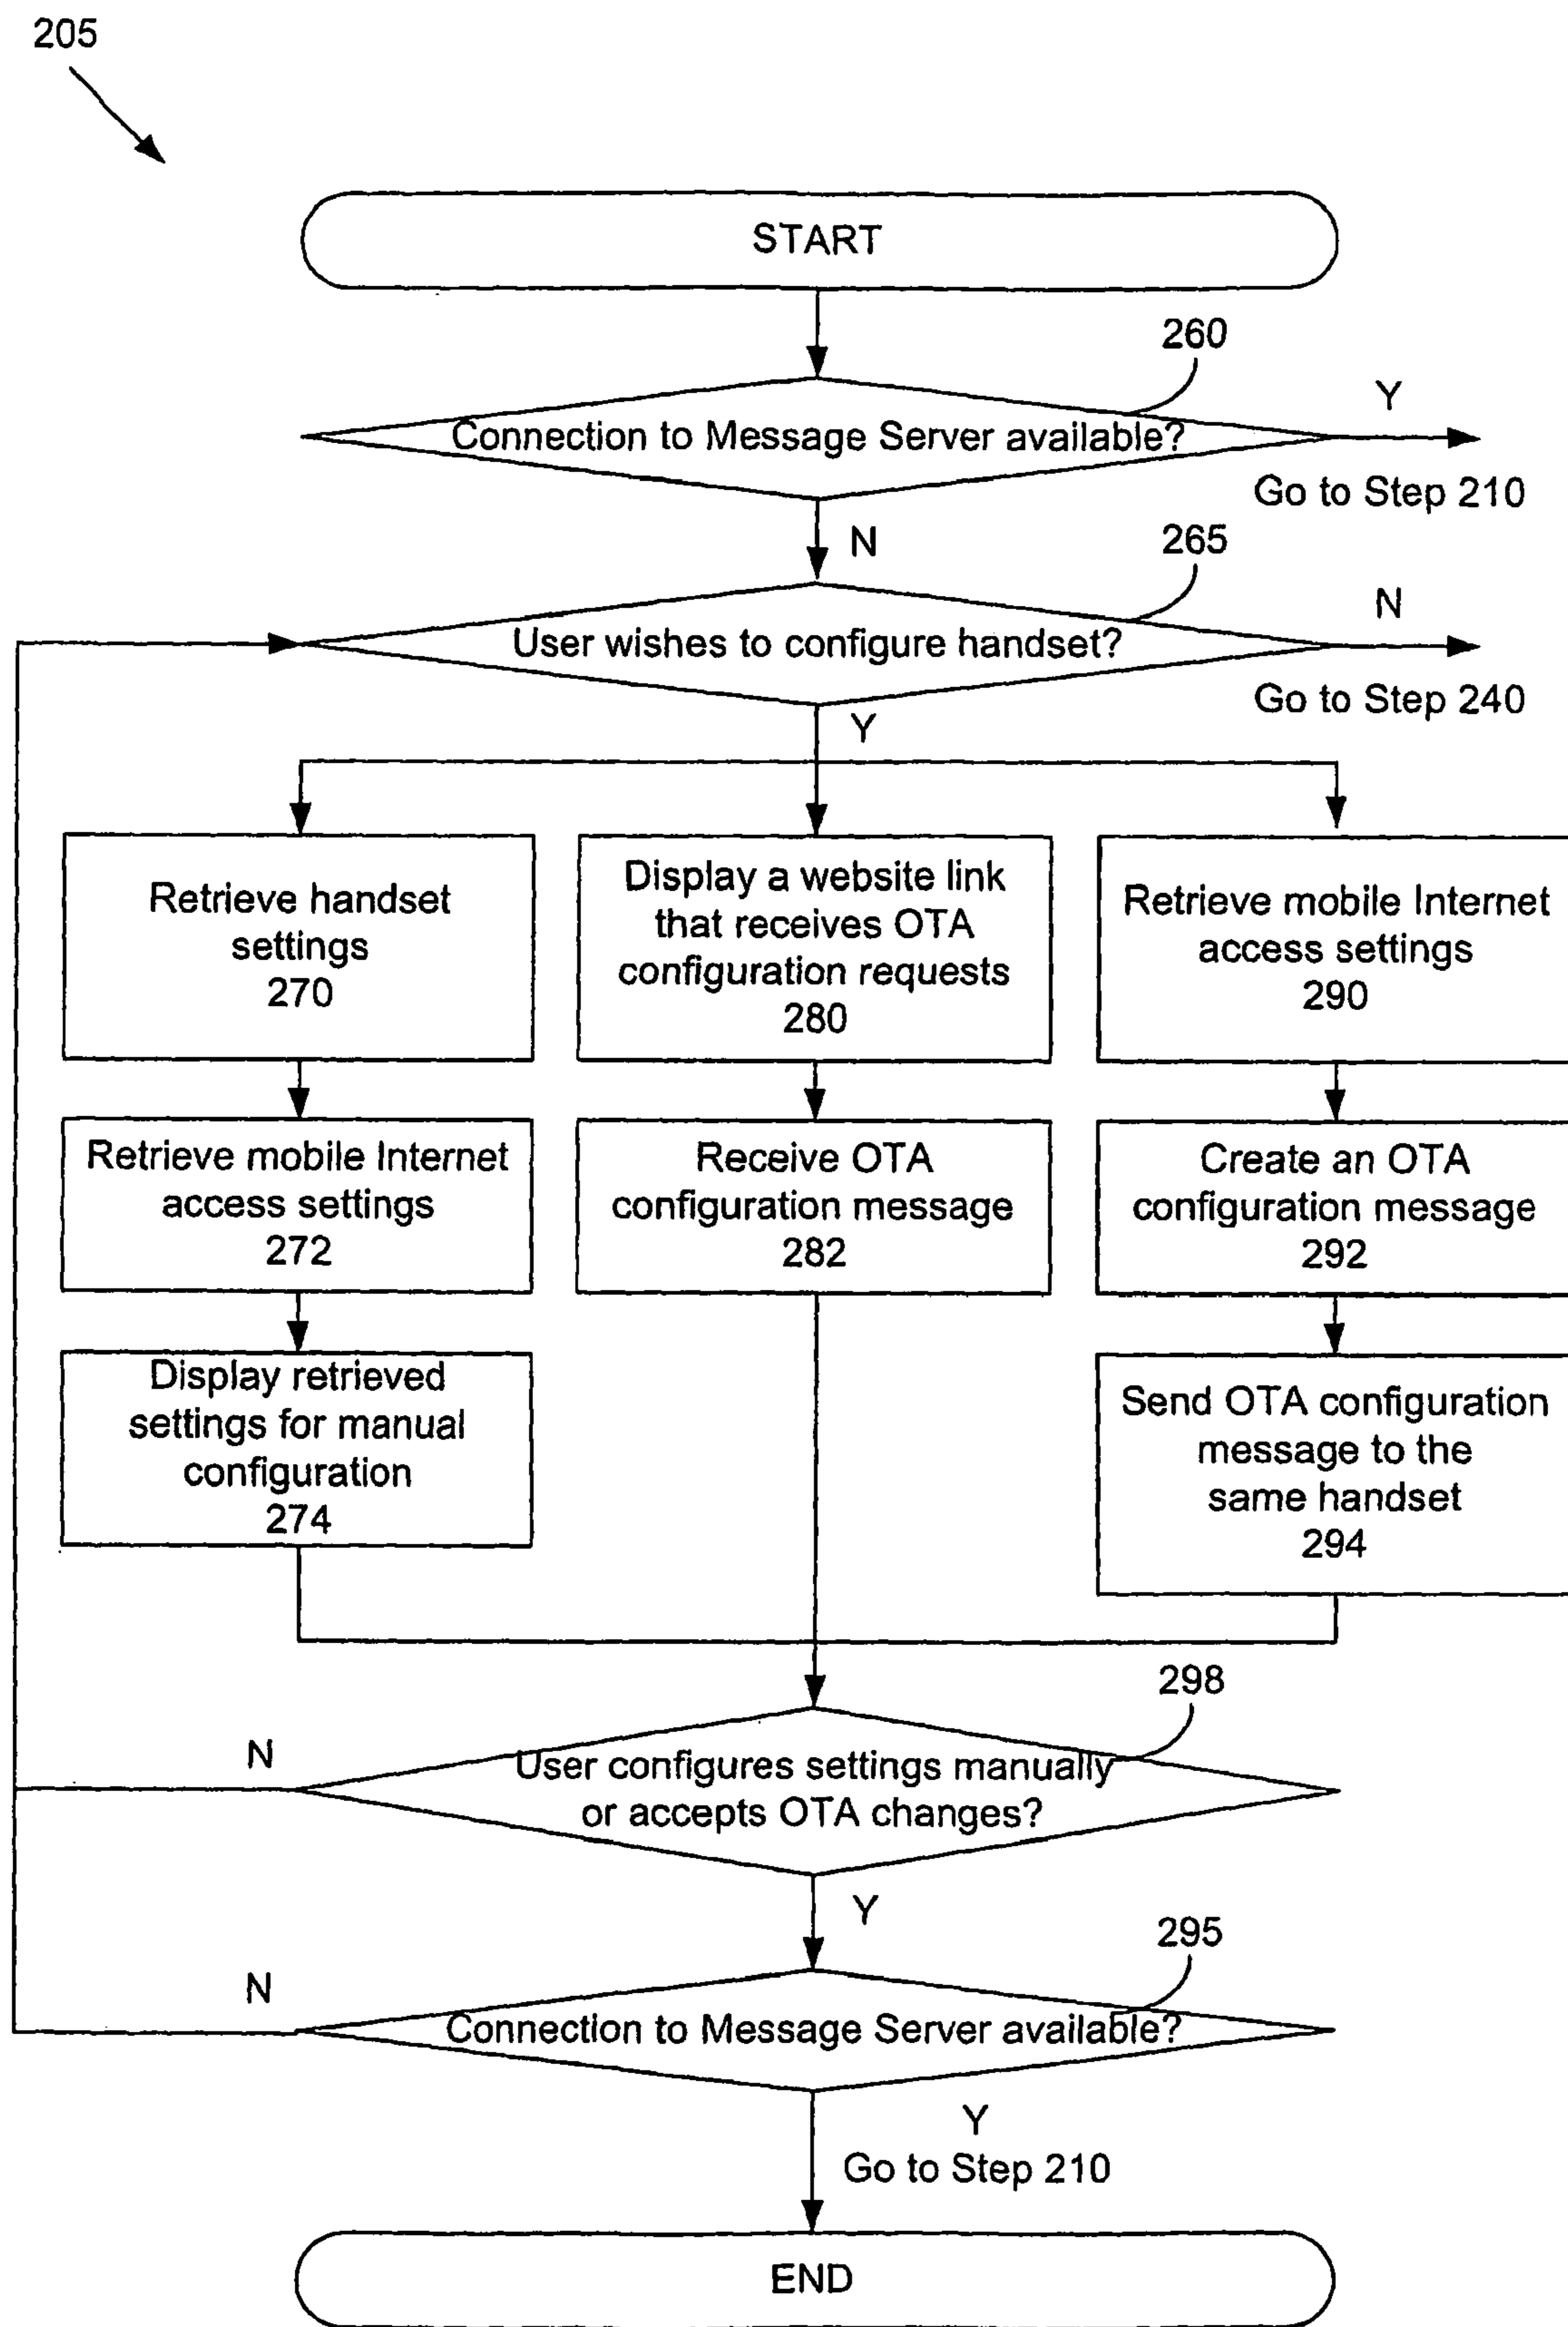 205
START
260
Connection to Message Server available?
Y
Go to Step 210
N
265
User wishes to configure handset?
N
Go to Step 240
Y
Retrieve handset
settings
270
Display a website link
that receives OTA
configuration requests
280
Retrieve mobile Internet
access settings
290
Retrieve mobile Internet
access settings
272
Receive OTA
configuration message
282
Create an OTA
configuration message
292
Display retrieved
settings for manual
configuration
274
Send OTA configuration
message to the
same handset
294
298
N
User configures settings manually
or accepts OTA changes?
Y
295
N
Connection to Message Server available?
Y
Go to Step 210
END